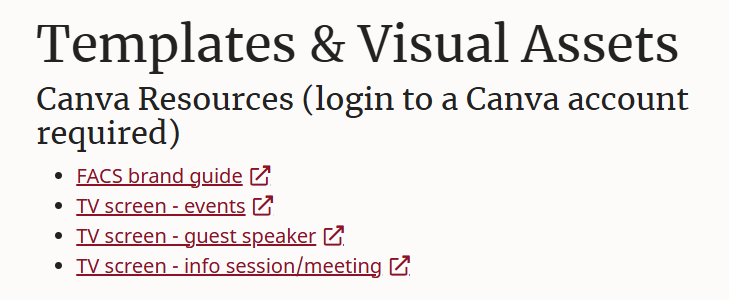 Templates & Visual Assets
Canva Resources (login to a Canva account
required)
FACS brand guide
TV screen - events
TV screen - guest speaker
TV screen - info session/meeting